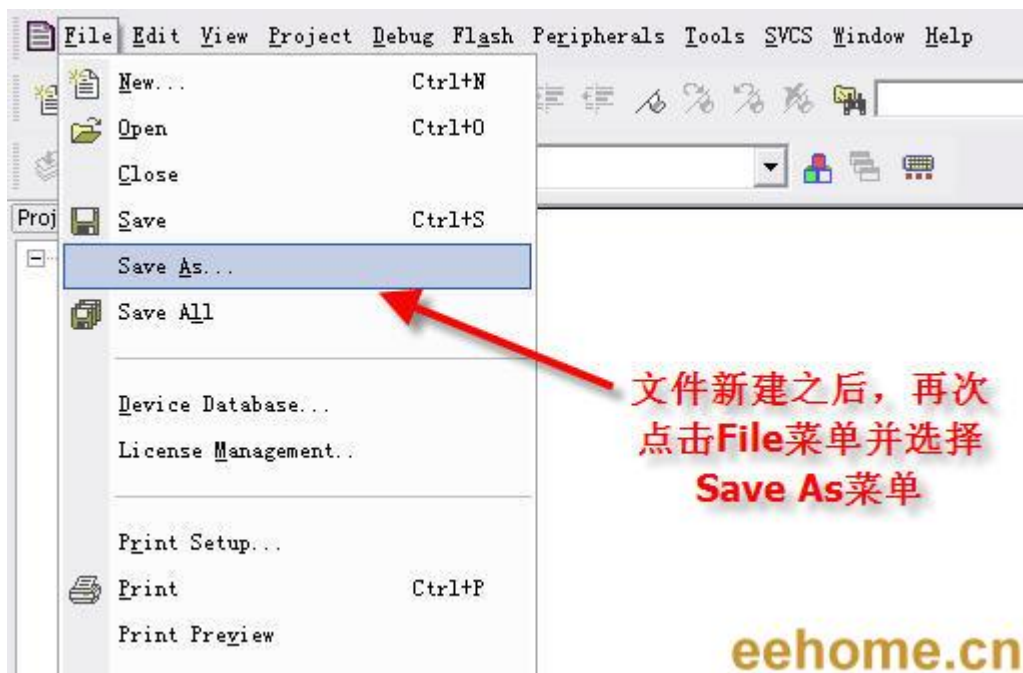 File Edit View Project Debug Flash Peripherals Tools SVCS Window Help
New... Ctrl+N
Open Ctrl+O
Close
Proj
Save Ctrl+S
Save As...
Save All
文件新建之后，再次
点击File菜单并选择
Save As菜单
Device Database...
License Management..
Print Setup...
Print Ctrl+P
Print Preview
eehome.cn